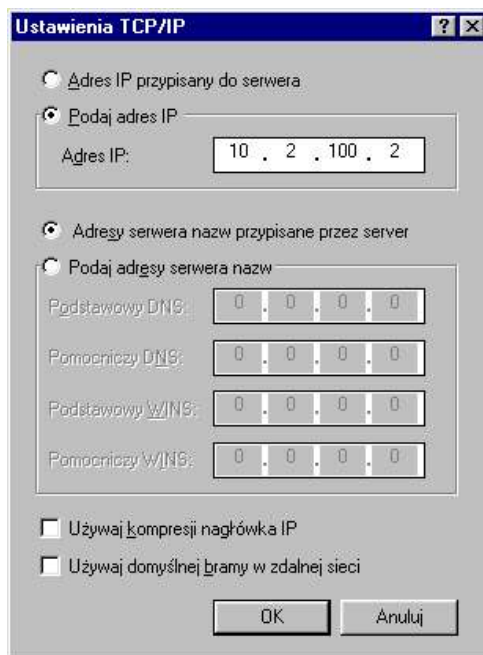 Ustawienia TCP/IP
Adres IP przypisany do serwera
Podaj adres IP
Adres IP: 10 . 2 . 100 . 2
Adresy serwera nazw przypisane przez server
Podaj adresy serwera nazw
Podstawowy DNS: 0 . 0 . 0 . 0
Pomocniczy DNS: 0 . 0 . 0 . 0
Podstawowy WINS: 0 . 0 . 0 . 0
Pomocniczy WINS: 0 . 0 . 0 . 0
Używaj kompresji nagłówka IP
Używaj domyślnej bramy w zdalnej sieci
OK Anuluj